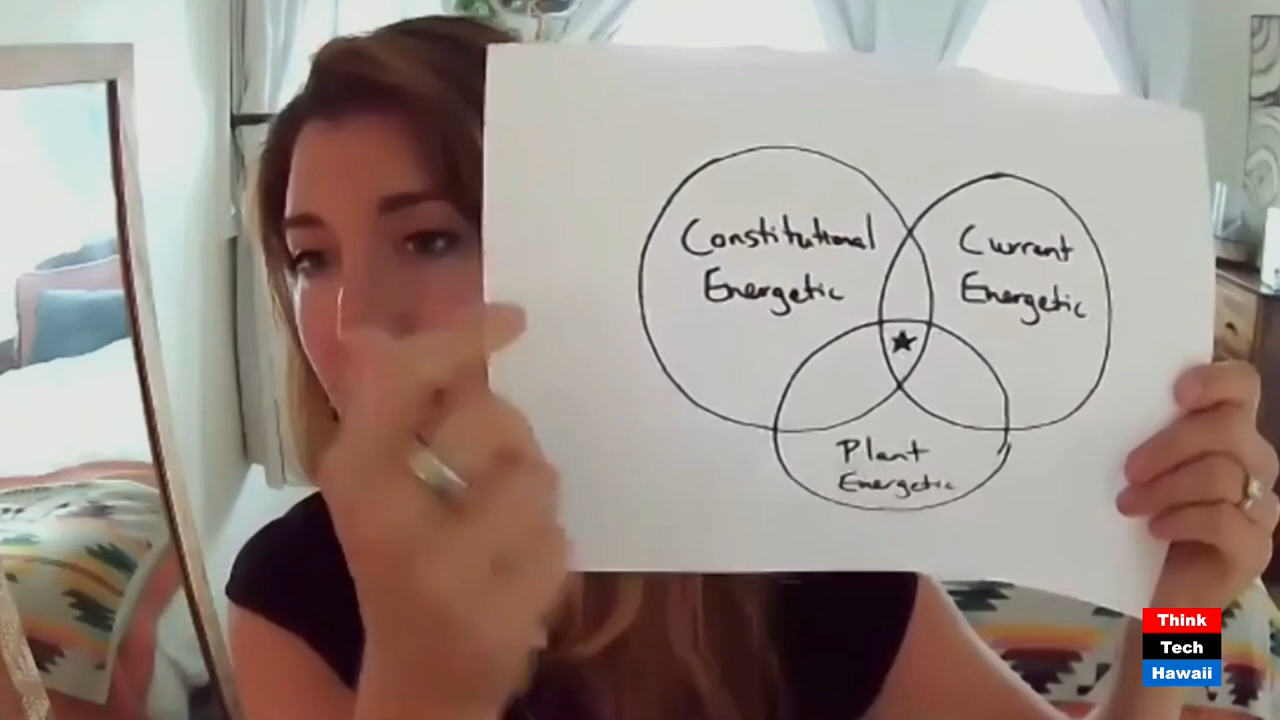 Constitutional
Energetic
Current
Energetic
★
Plant
Energetic
Think
Tech
Hawaii